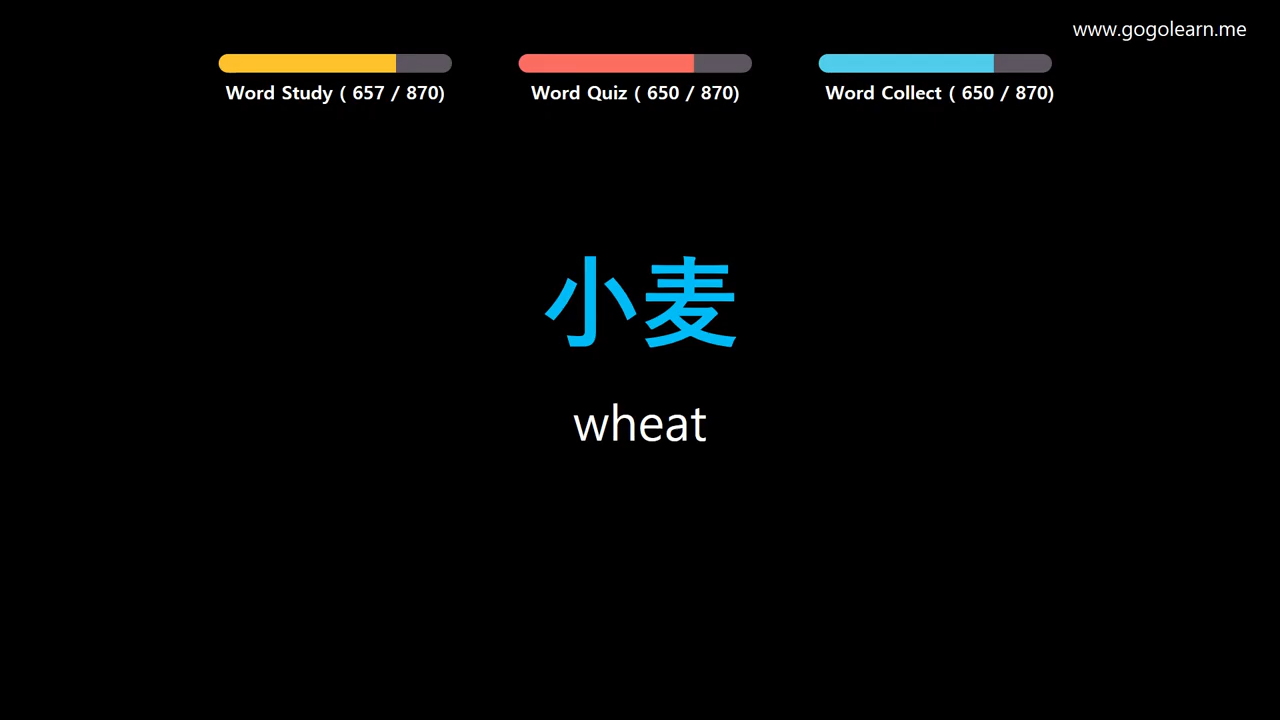 www.gogolearn.me
Word Study ( 657 / 870)
Word Quiz ( 650 / 870)
Word Collect ( 650 / 870)
小麦
wheat